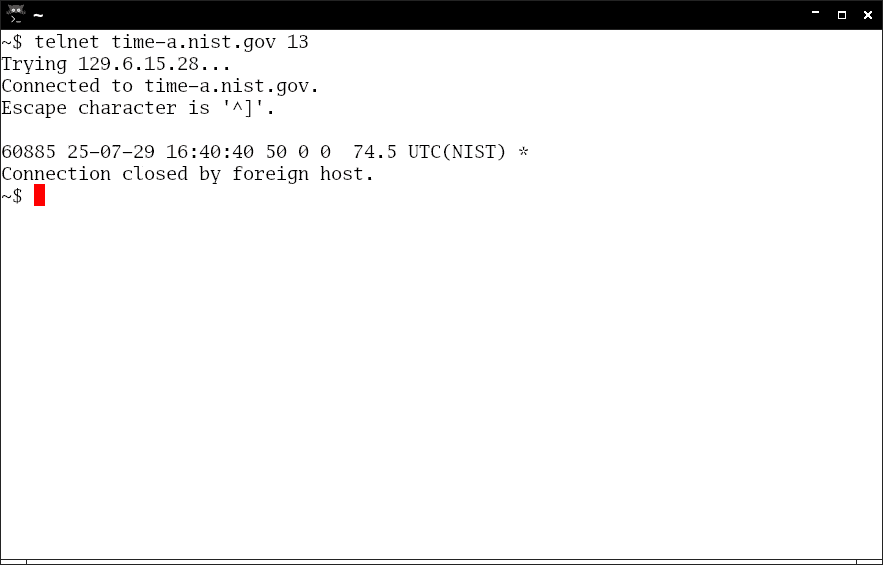 ~
~$ telnet time-a.nist.gov 13
Trying 129.6.15.28...
Connected to time-a.nist.gov.
Escape character is '^]'.
60885 25-07-29 16:40:40 50 0 0  74.5 UTC(NIST) *
Connection closed by foreign host.
~$